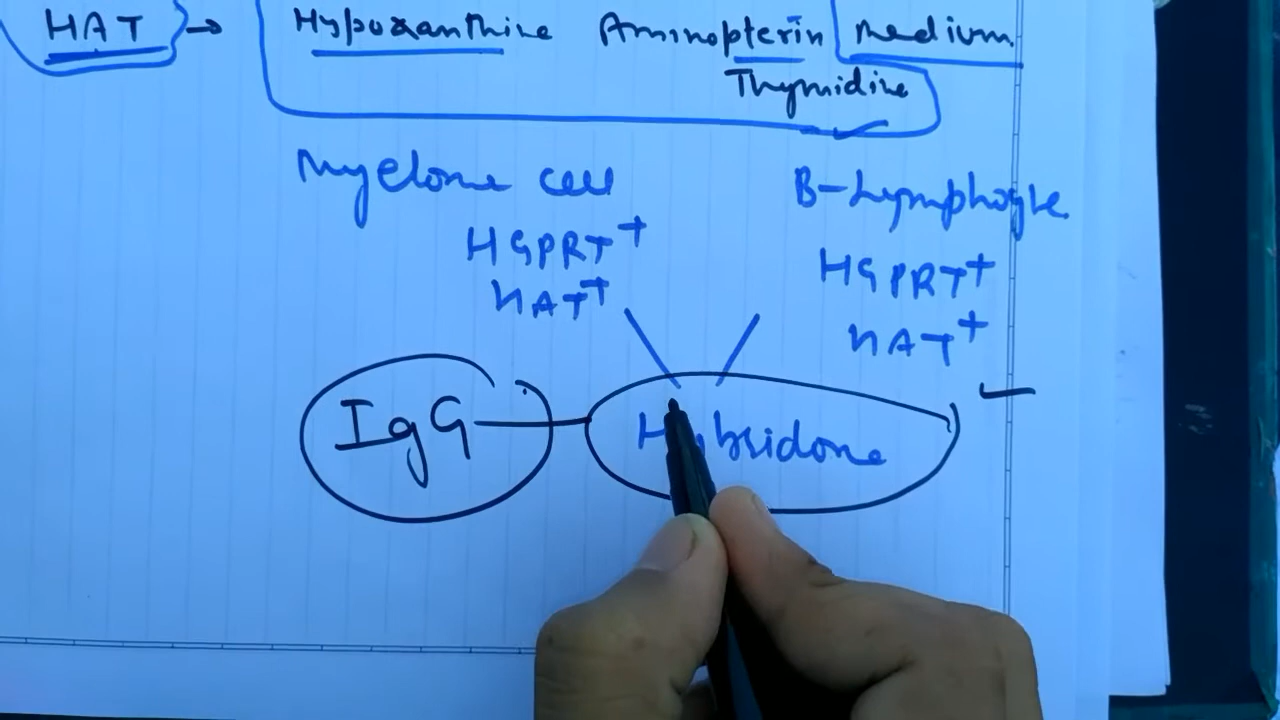 HAT → Hypoxanthine Aminopterin Medium
Thymidine
Myeloma cell
B-Lymphocyte
HGPRT+
HAT+
HGPRT+
HAT+
IgG
Hybridoma